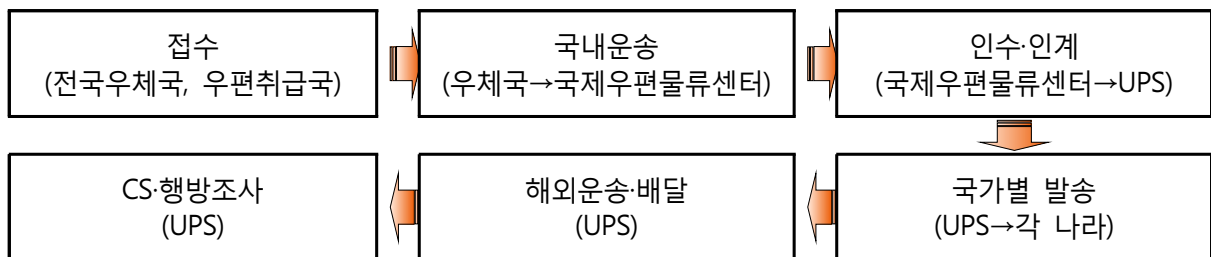 접수
(전국우체국, 우편취급국)
국내운송
(우체국→국제우편물류센터)
인수·인계
(국제우편물류센터→UPS)
국가별 발송
(UPS→각 나라)
해외운송·배달
(UPS)
CS·행방조사
(UPS)